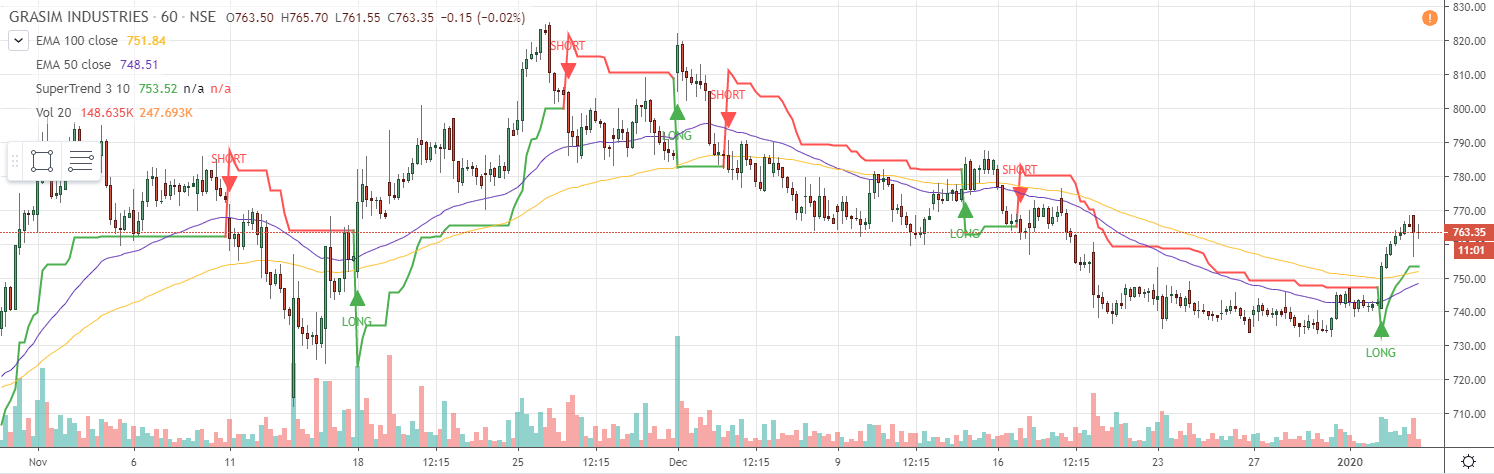 GRASIM INDUSTRIES · 60 · NSE O763.50 H765.70 L761.55 C763.35 −0.15 (−0.02%)
EMA 100 close 751.84
EMA 50 close 748.51
SuperTrend 3 10 753.52 n/a n/a
Vol 20 148.635K 247.693K
SHORT
LONG
SHORT
LONG
SHORT
LONG
SHORT
LONG
830.00
820.00
810.00
800.00
790.00
780.00
770.00
763.35
11:01
750.00
740.00
730.00
720.00
710.00
Nov 6 11 18 12:15 25 12:15 Dec 12:15 9 12:15 16 12:15 23 27 2020